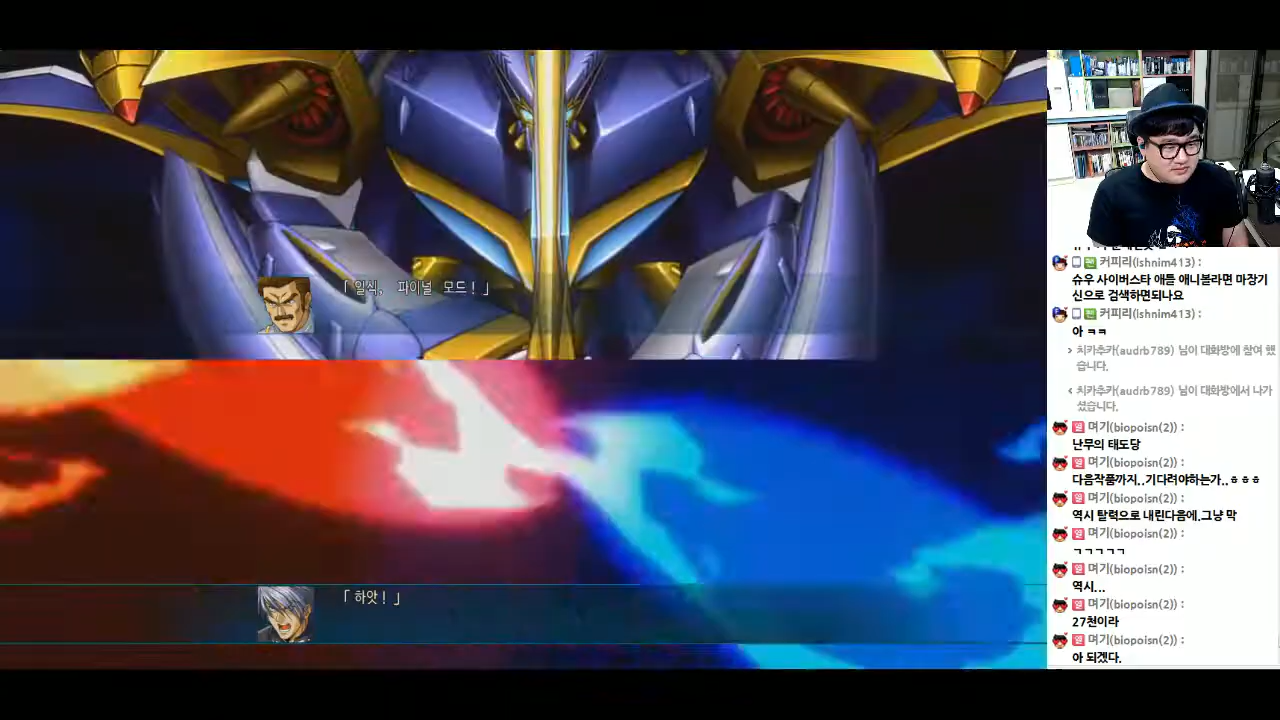 「일식, 파이널 모드!」
「하앗!」
커피리(lshnim413) :
슈우 사이버스타 애들 애니볼라면 마장기
신으로 검색하면되나요
커피리(lshnim413) :
아 ㅋㅋ
치카추카(audrb789) 님이 대화방에 참여 했
습니다.
치카추카(audrb789) 님이 대화방에서 나가
셨습니다.
며기(biopoisn(2)) :
난무의 태도당
며기(biopoisn(2)) :
다음작품까지..기다려야하는가..ㅎㅎㅎ
며기(biopoisn(2)) :
역시 탈력으로 내린다음에.그냥 막
며기(biopoisn(2)) :
ㄱㄱㄱㄱㄱ
며기(biopoisn(2)) :
역시...
며기(biopoisn(2)) :
27천이라
며기(biopoisn(2)) :
아 되겠다.